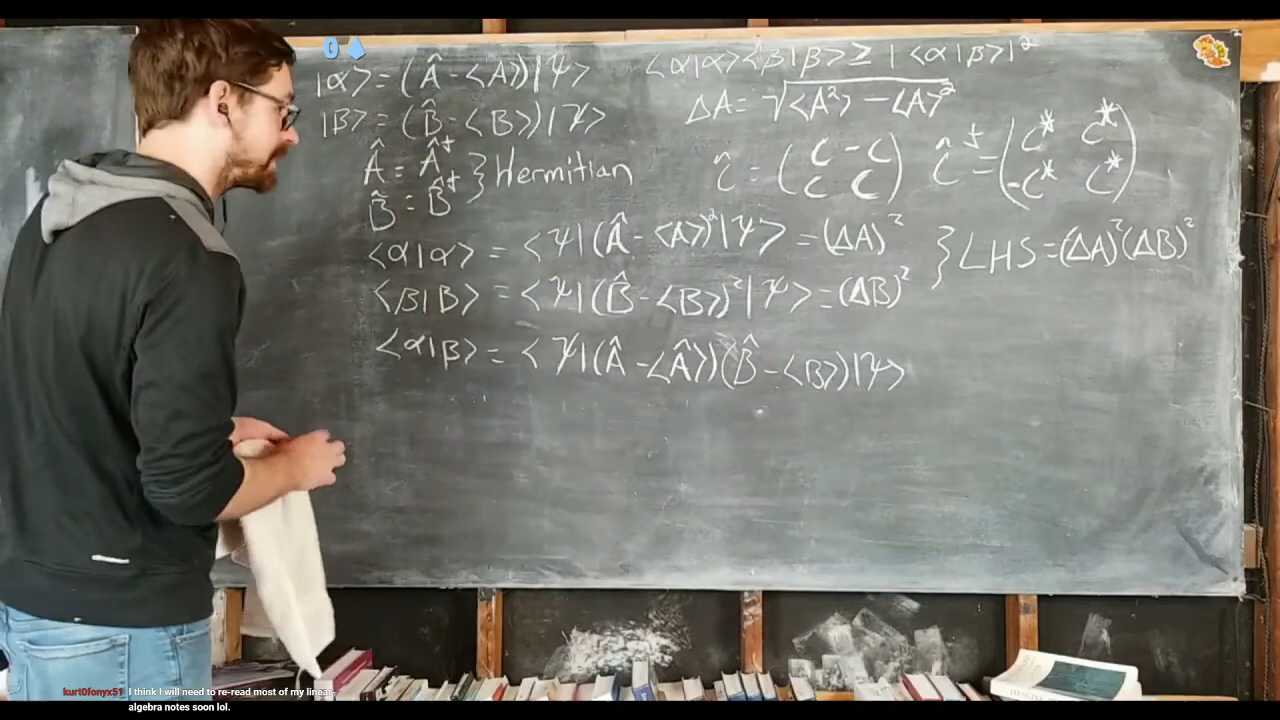 0
|α> = (Â - <A>)|ψ>
|β> = (B̂ - <B>)|ψ>
Â = Â†
B̂ = B̂† } Hermitian
<α|α><β|β> ≥ |<α|β>|²
ΔA = √<A²> - <A>²
ĉ = (C - C
C C) ĉ† = (C* C*
-C* C*)
<α|α> = <ψ|(Â - <A>)²|ψ> = (ΔA)²
<β|β> = <ψ|(B̂ - <B>)²|ψ> = (ΔB)² } LHS = (ΔA)²(ΔB)²
<α|β> = <ψ|(Â - <Â>)(B̂ - <B>)|ψ>
kurt0fonyx51 I think I will need to re-read most of my linear
algebra notes soon lol.